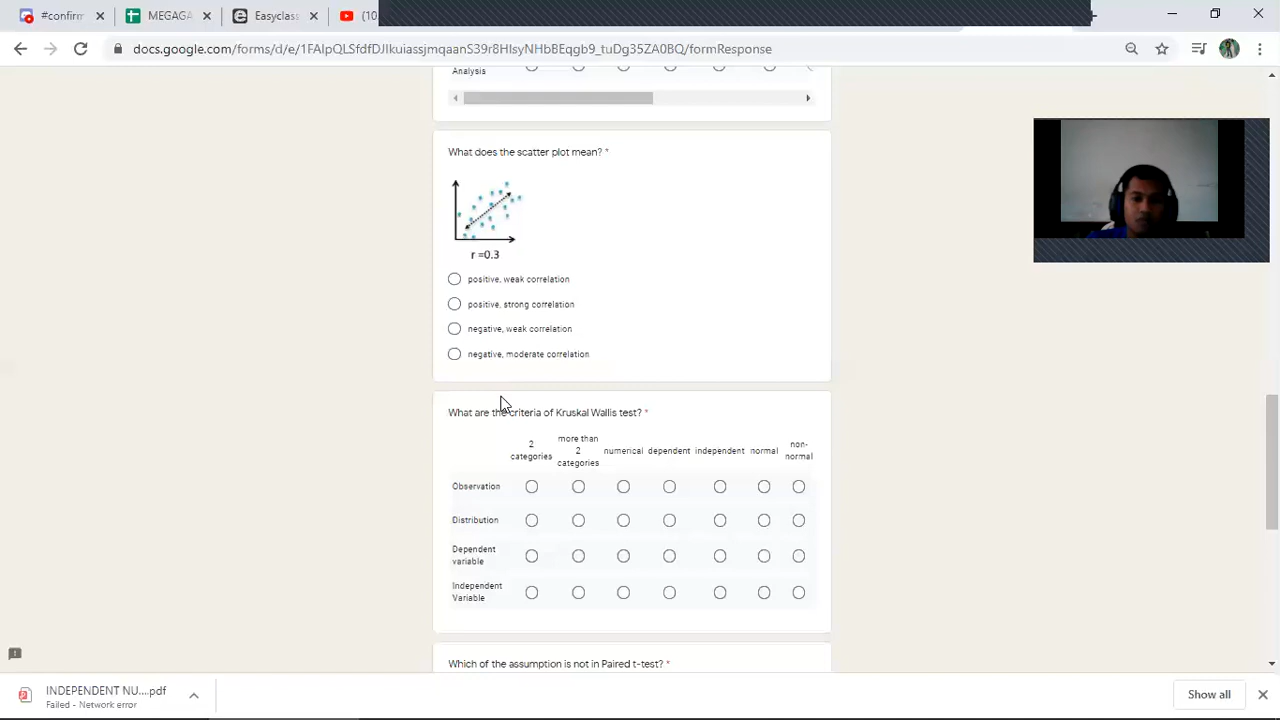 #confirm
MEGAGA
Easyclass
(10
docs.google.com/forms/d/e/1FAIpQLSfdfDJIkuiassjmqaanS39r8HIsyNHbBEqgb9_tuDg35ZA0BQ/formResponse
Analysis
What does the scatter plot mean? *
r =0.3
positive, weak correlation
positive, strong correlation
negative, weak correlation
negative, moderate correlation
What are the criteria of Kruskal Wallis test? *
2 categories
more than 2 categories
numerical
dependent
independent
normal
non-normal
Observation
Distribution
Dependent variable
Independent Variable
Which of the assumption is not in Paired t-test? *
INDEPENDENT NU....pdf
Failed - Network error
Show all